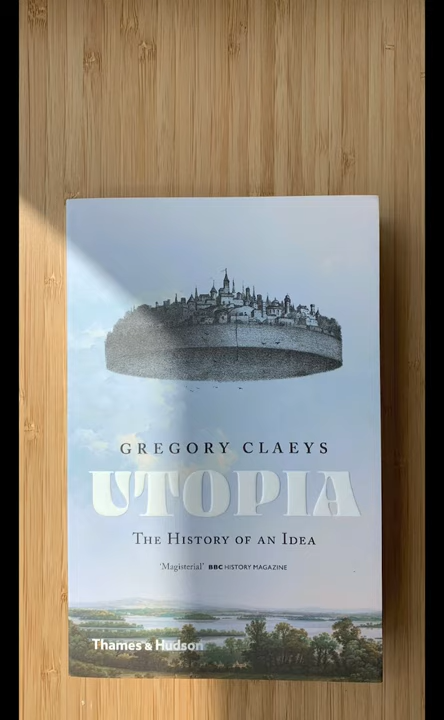 GREGORY CLAEYS
UTOPIA
THE HISTORY OF AN IDEA
'Magisterial' BBC HISTORY MAGAZINE
Thames & Hudson